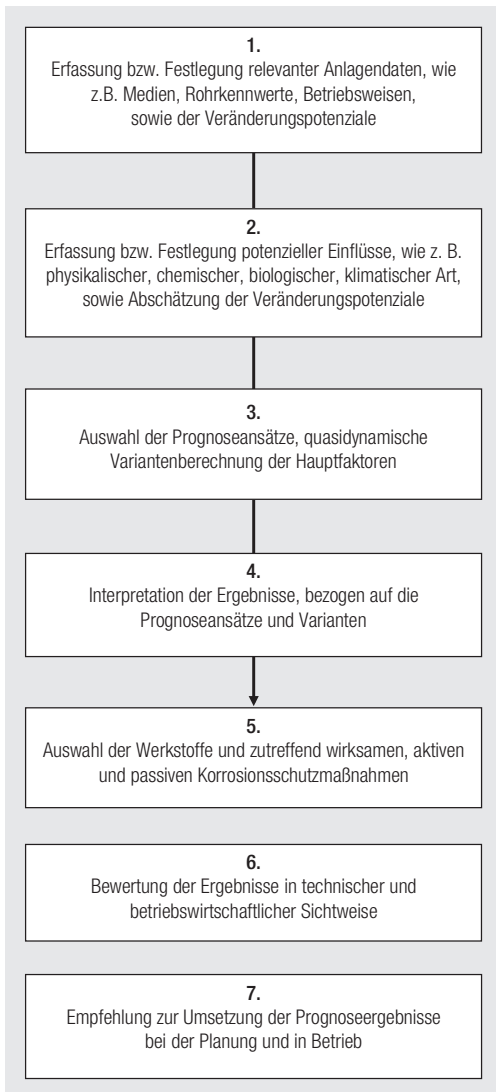 1.
Erfassung bzw. Festlegung relevanter Anlagendaten, wie
z.B. Medien, Rohrkennwerte, Betriebsweisen,
sowie der Veränderungspotenziale
2.
Erfassung bzw. Festlegung potenzieller Einflüsse, wie z. B.
physikalischer, chemischer, biologischer, klimatischer Art,
sowie Abschätzung der Veränderungspotenziale
3.
Auswahl der Prognoseansätze, quasidynamische
Variantenberechnung der Hauptfaktoren
4.
Interpretation der Ergebnisse, bezogen auf die
Prognoseansätze und Varianten
5.
Auswahl der Werkstoffe und zutreffend wirksamen, aktiven
und passiven Korrosionsschutzmaßnahmen
6.
Bewertung der Ergebnisse in technischer und
betriebswirtschaftlicher Sichtweise
7.
Empfehlung zur Umsetzung der Prognoseergebnisse
bei der Planung und in Betrieb